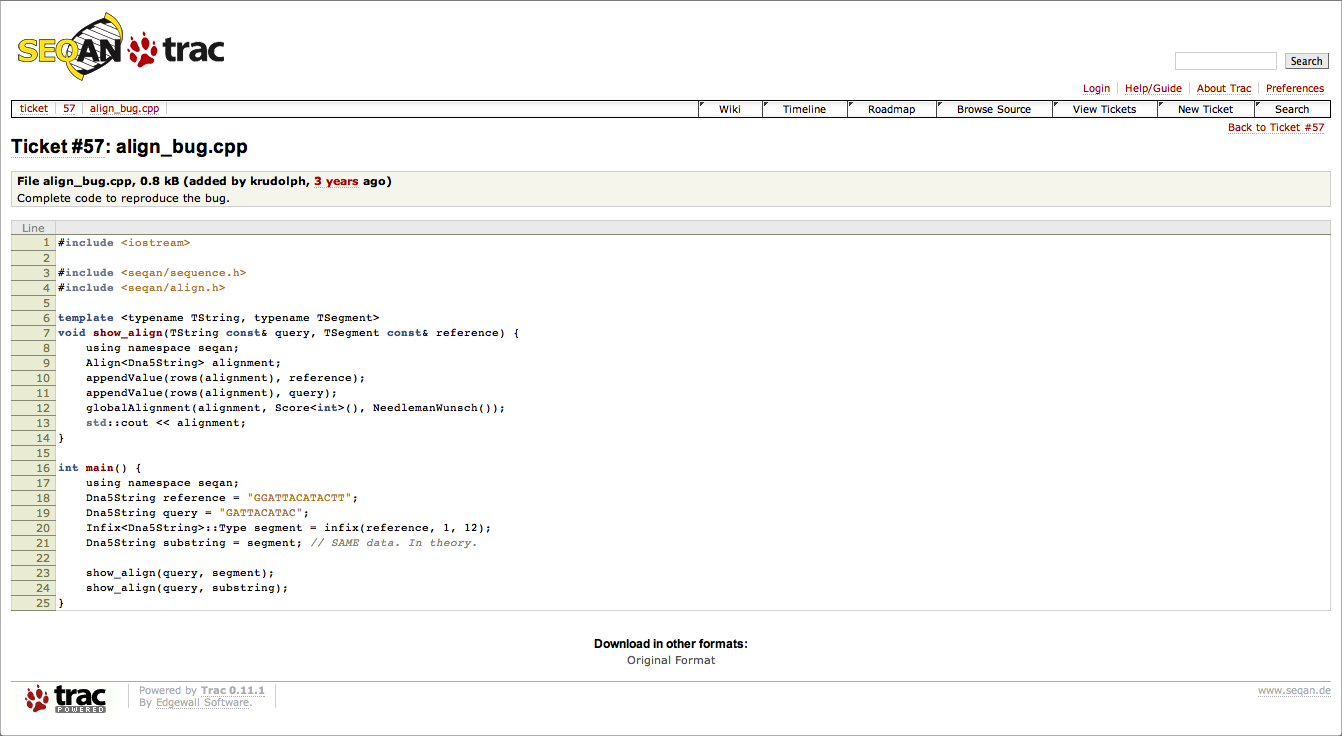 SEQAN trac
Search
Login Help/Guide About Trac Preferences
ticket 57 align_bug.cpp Wiki Timeline Roadmap Browse Source View Tickets New Ticket Search
Back to Ticket #57
Ticket #57: align_bug.cpp
File align_bug.cpp, 0.8 kB (added by krudolph, 3 years ago)
Complete code to reproduce the bug.
Line
1 #include <iostream>
2
3 #include <seqan/sequence.h>
4 #include <seqan/align.h>
5
6 template <typename TString, typename TSegment>
7 void show_align(TString const& query, TSegment const& reference) {
8     using namespace seqan;
9     Align<Dna5String> alignment;
10     appendValue(rows(alignment), reference);
11     appendValue(rows(alignment), query);
12     globalAlignment(alignment, Score<int>(), NeedlemanWunsch());
13     std::cout << alignment;
14 }
15
16 int main() {
17     using namespace seqan;
18     Dna5String reference = "GGATTACATACTT";
19     Dna5String query = "GATTACATAC";
20     Infix<Dna5String>::Type segment = infix(reference, 1, 12);
21     Dna5String substring = segment; // SAME data. In theory.
22
23     show_align(query, segment);
24     show_align(query, substring);
25 }
Download in other formats:
Original Format
trac POWERED
Powered by Trac 0.11.1
By Edgewall Software.
www.seqan.de